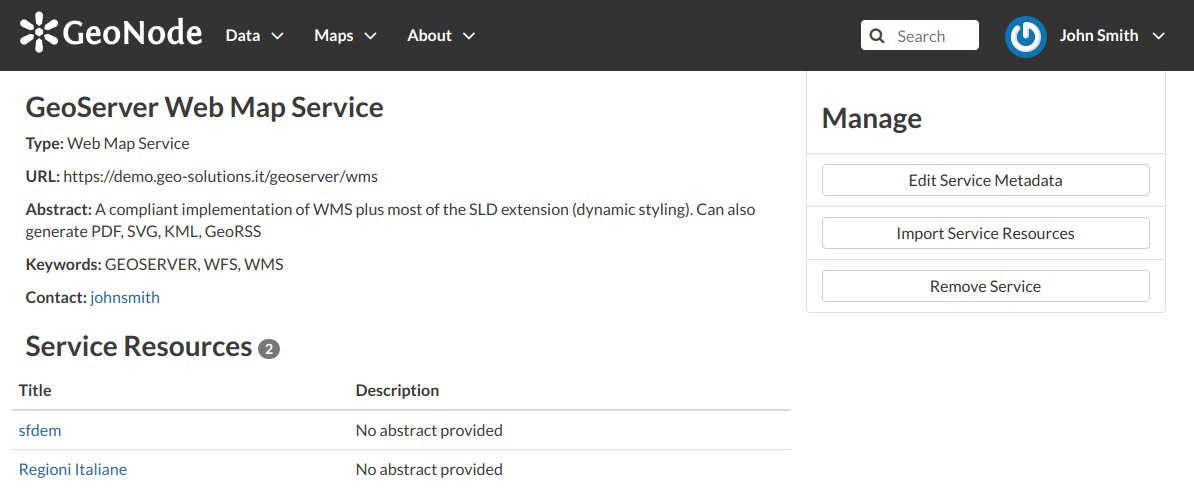 GeoNode Data Maps About Search John Smith
GeoServer Web Map Service
Type: Web Map Service
URL: https://demo.geo-solutions.it/geoserver/wms
Abstract: A compliant implementation of WMS plus most of the SLD extension (dynamic styling). Can also
generate PDF, SVG, KML, GeoRSS
Keywords: GEOSERVER, WFS, WMS
Contact: johnsmith
Service Resources 2
Title Description
sfdem No abstract provided
Regioni Italiane No abstract provided
Manage
Edit Service Metadata
Import Service Resources
Remove Service